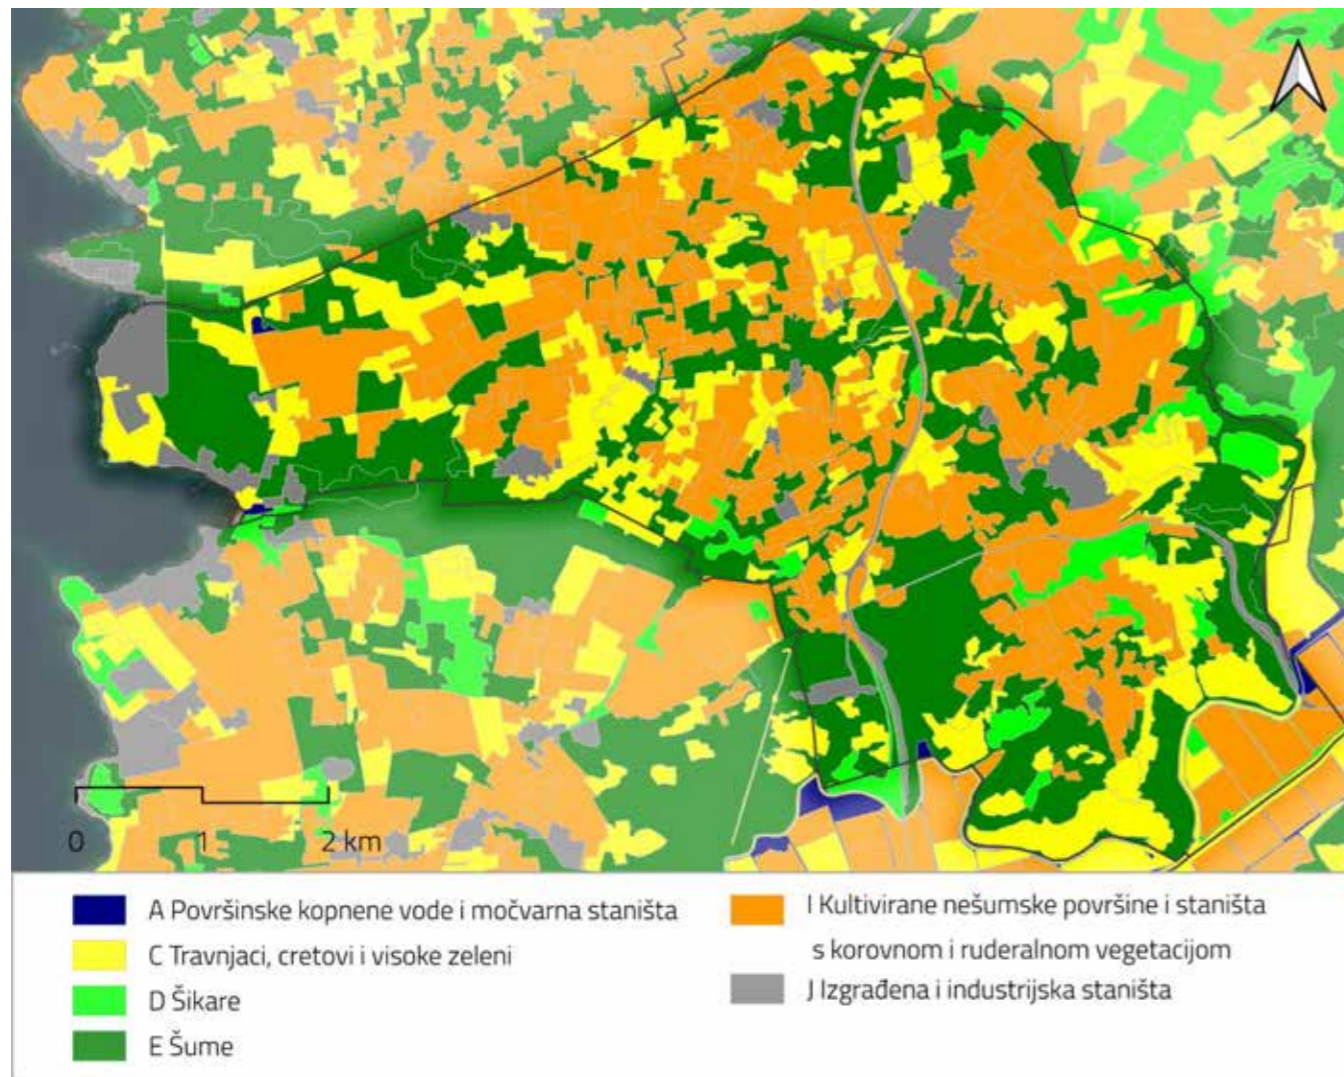 0 1 2 km
A Površinske kopnene vode i močvarna staništa
C Travnjaci, cretovi i visoke zeleni
D Šikare
E Šume
I Kultivirane nešumske površine i staništa
s korovnom i ruderalnom vegetacijom
J Izgrađena i industrijska staništa